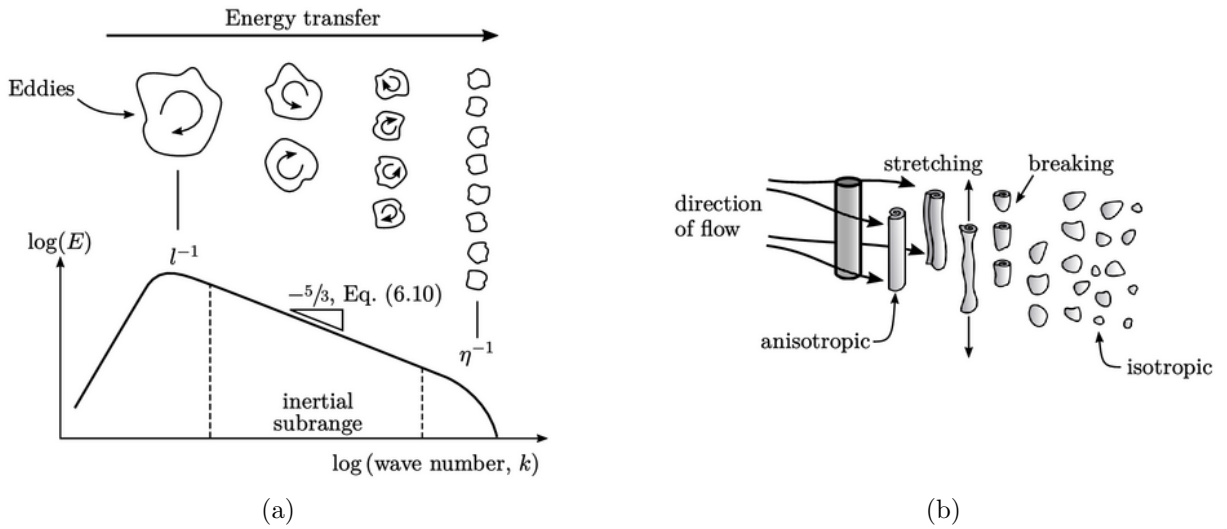 Energy transfer
Eddies
log(E)
l⁻¹
−5/3, Eq. (6.10)
η⁻¹
inertial
subrange
log (wave number, k)
(a)
stretching
breaking
direction
of flow
anisotropic
isotropic
(b)